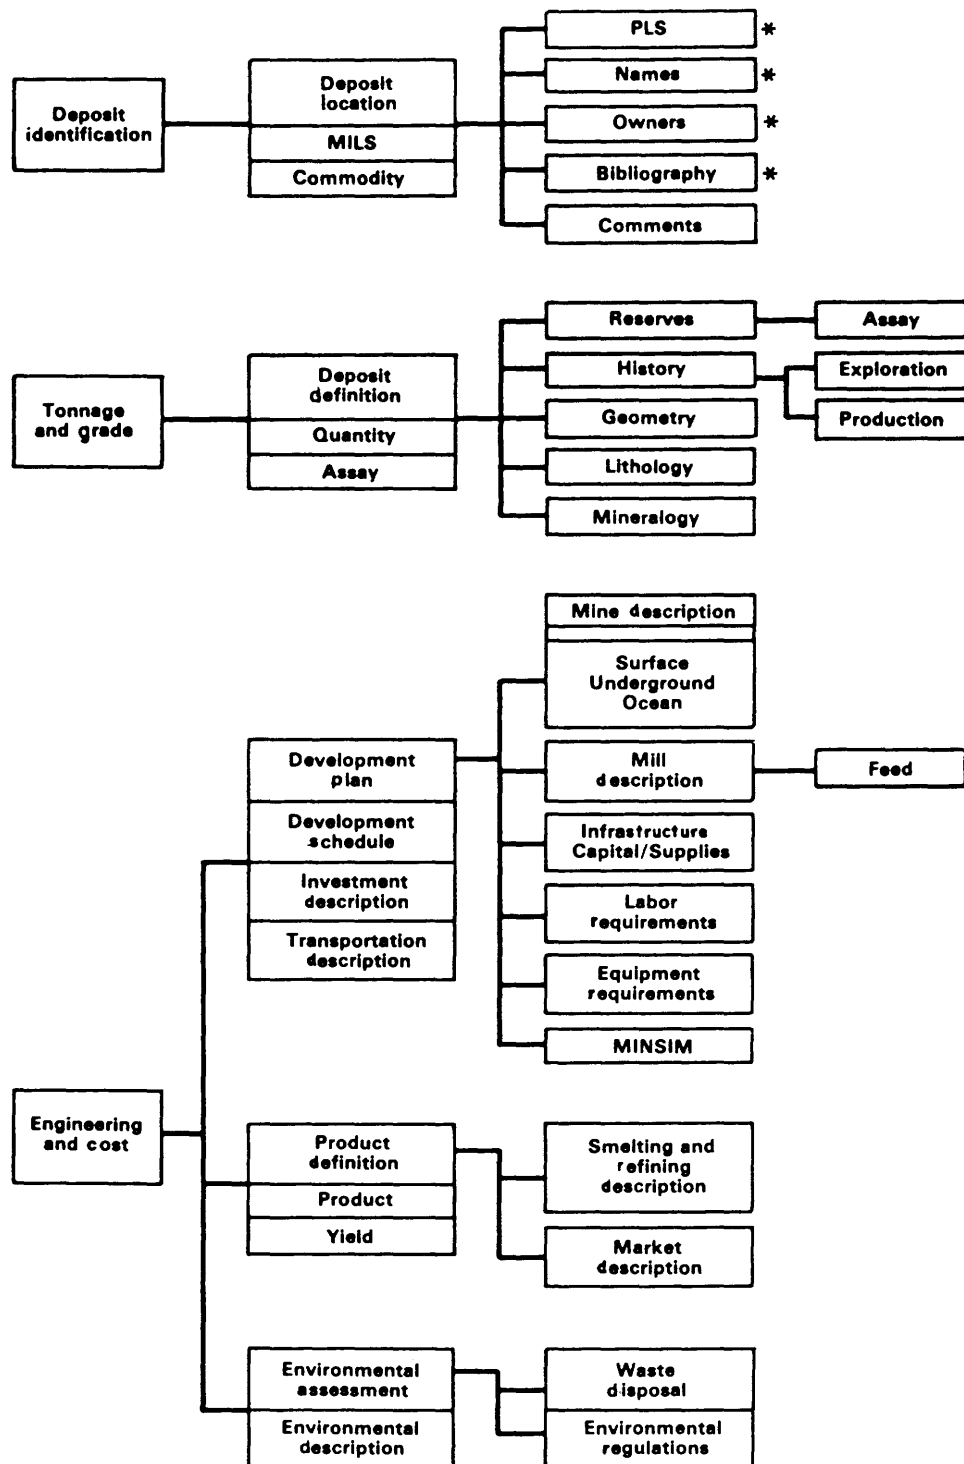 Deposit
identification
Deposit
location
MILS
Commodity
PLS *
Names *
Owners *
Bibliography *
Comments
Tonnage
and grade
Deposit
definition
Quantity
Assay
Reserves
History
Geometry
Lithology
Mineralogy
Assay
Exploration
Production
Engineering
and cost
Development
plan
Development
schedule
Investment
description
Transportation
description
Mine description
Surface
Underground
Ocean
Mill
description
Feed
Infrastructure
Capital/Supplies
Labor
requirements
Equipment
requirements
MINSIM
Product
definition
Product
Yield
Smelting and
refining
description
Market
description
Environmental
assessment
Environmental
description
Waste
disposal
Environmental
regulations